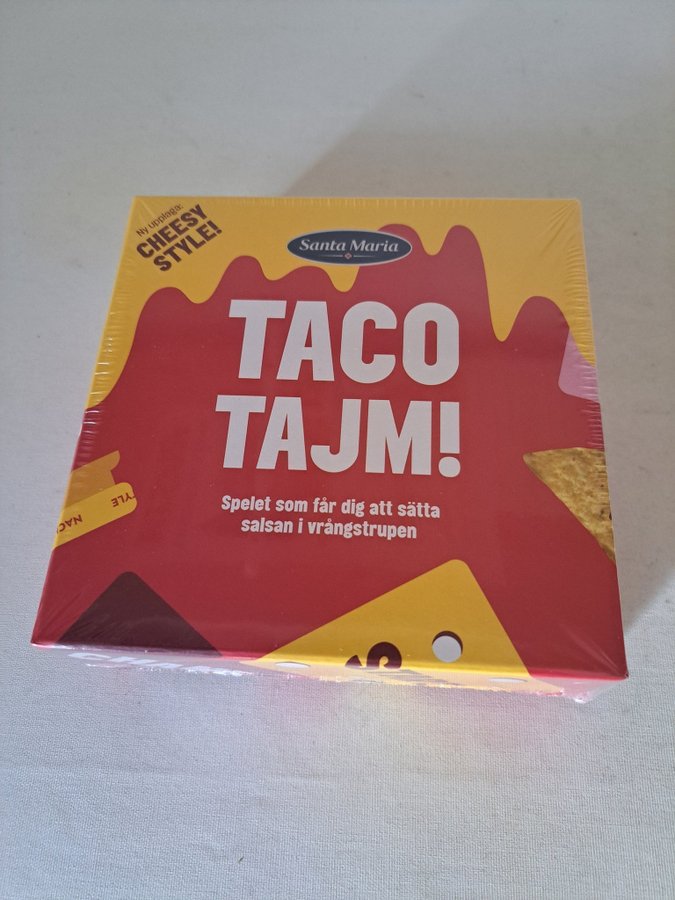 Ny upplaga:
CHEESY
STYLE!
Santa Maria
TACO
TAJM!
Spelet som får dig att sätta
salsan i vrångstrupen